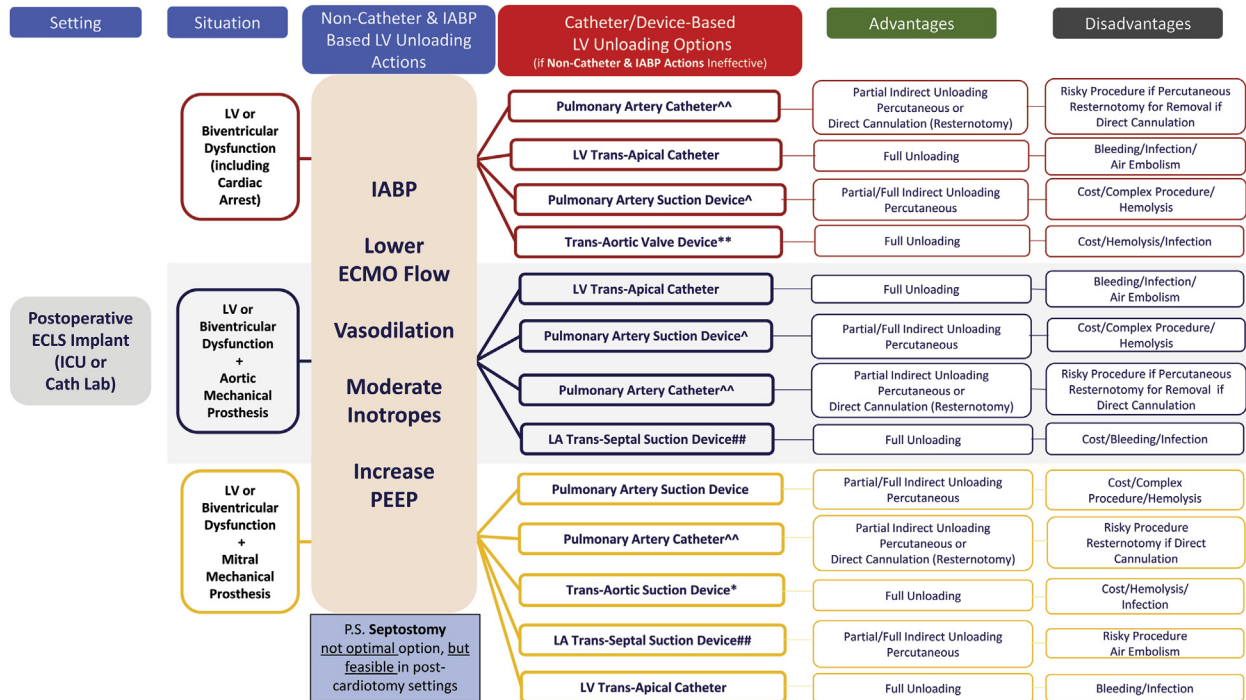 Setting
Situation
Non-Catheter & IABP
Based LV Unloading
Actions
Catheter/Device-Based
LV Unloading Options
(if Non-Catheter & IABP Actions Ineffective)
Advantages
Disadvantages
Postoperative
ECLS Implant
(ICU or
Cath Lab)
LV or
Biventricular
Dysfunction
(including
Cardiac
Arrest)
IABP
Lower
ECMO Flow
Vasodilation
Moderate
Inotropes
Increase
PEEP
P.S. Septostomy
not optimal option, but
feasible in post-
cardiotomy settings
Pulmonary Artery Catheter^^
Partial Indirect Unloading
Percutaneous or
Direct Cannulation (Resternotomy)
Risky Procedure if Percutaneous
Resternotomy for Removal if
Direct Cannulation
LV Trans-Apical Catheter
Full Unloading
Bleeding/Infection/
Air Embolism
Pulmonary Artery Suction Device^
Partial/Full Indirect Unloading
Percutaneous
Cost/Complex Procedure/
Hemolysis
Trans-Aortic Valve Device**
Full Unloading
Cost/Hemolysis/Infection
LV or
Biventricular
Dysfunction
+
Aortic
Mechanical
Prosthesis
LV Trans-Apical Catheter
Full Unloading
Bleeding/Infection/
Air Embolism
Pulmonary Artery Suction Device^
Partial/Full Indirect Unloading
Percutaneous
Cost/Complex Procedure/
Hemolysis
Pulmonary Artery Catheter^^
Partial Indirect Unloading
Percutaneous or
Direct Cannulation (Resternotomy)
Risky Procedure if Percutaneous
Resternotomy for Removal if
Direct Cannulation
LA Trans-Septal Suction Device##
Full Unloading
Cost/Bleeding/Infection
LV or
Biventricular
Dysfunction
+
Mitral
Mechanical
Prosthesis
Pulmonary Artery Suction Device
Partial/Full Indirect Unloading
Percutaneous
Cost/Complex
Procedure/Hemolysis
Pulmonary Artery Catheter^^
Partial Indirect Unloading
Percutaneous or
Direct Cannulation (Resternotomy)
Risky Procedure
Resternotomy if Direct
Cannulation
Trans-Aortic Suction Device*
Full Unloading
Cost/Hemolysis/
Infection
LA Trans-Septal Suction Device##
Partial/Full Indirect Unloading
Percutaneous
Risky Procedure
Air Embolism
LV Trans-Apical Catheter
Full Unloading
Bleeding/Infection